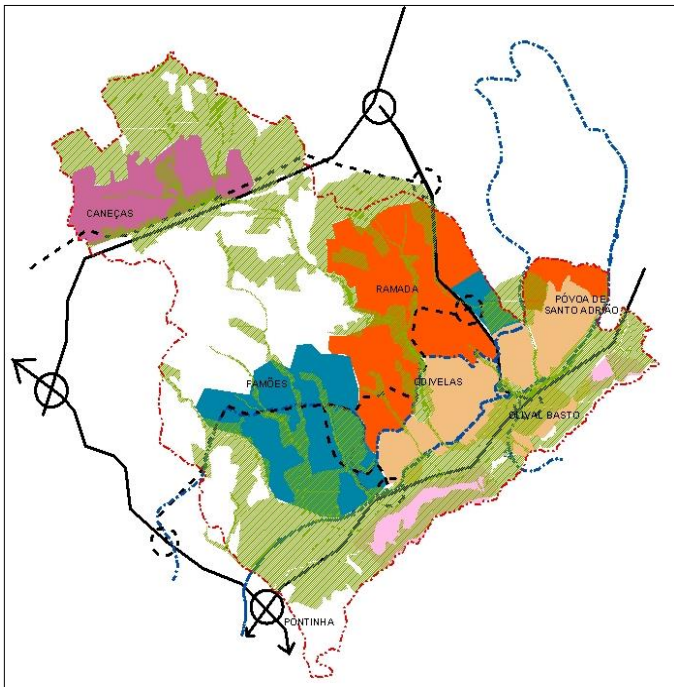 CANEÇAS
RAMADA
PÓVOA DE
SANTO ADRIÃO
FAMÕES
ODIVELAS
OLIVAL BASTO
PONTINHA